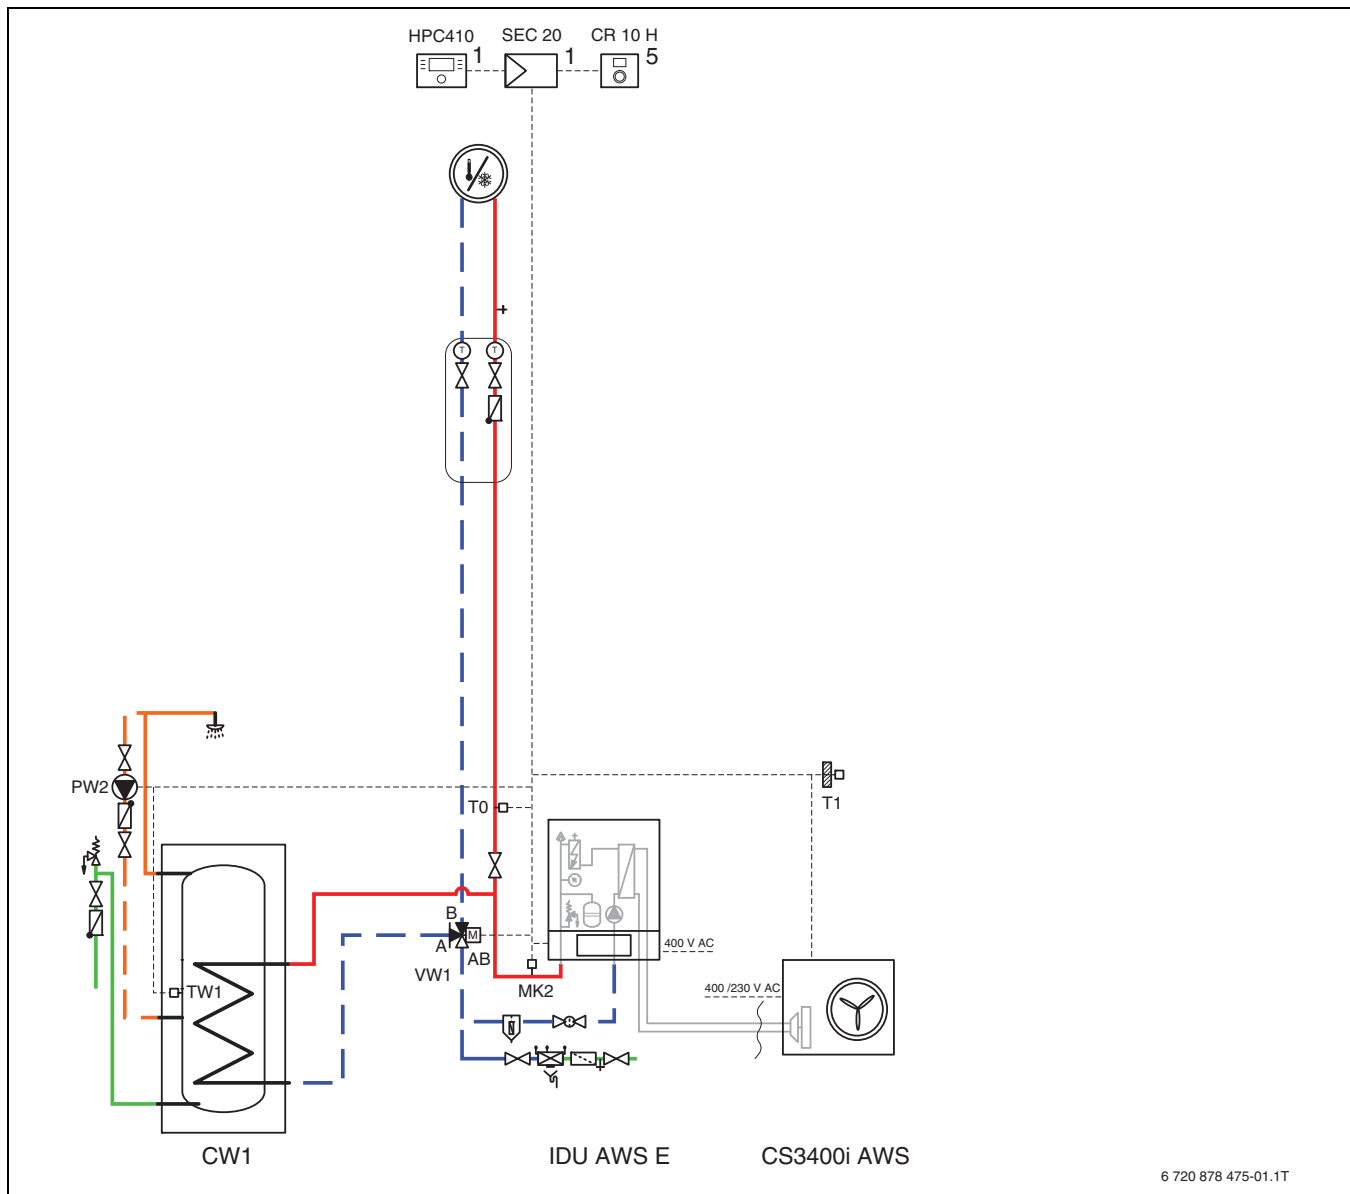 HPC410 SEC 20 CR 10 H
1 1 5
T T
PW2
T0
T1
B
A M
AB
400 V AC
VW1
TW1
MK2
400 /230 V AC
N
CW1 IDU AWS E CS3400i AWS
6 720 878 475-01.1T